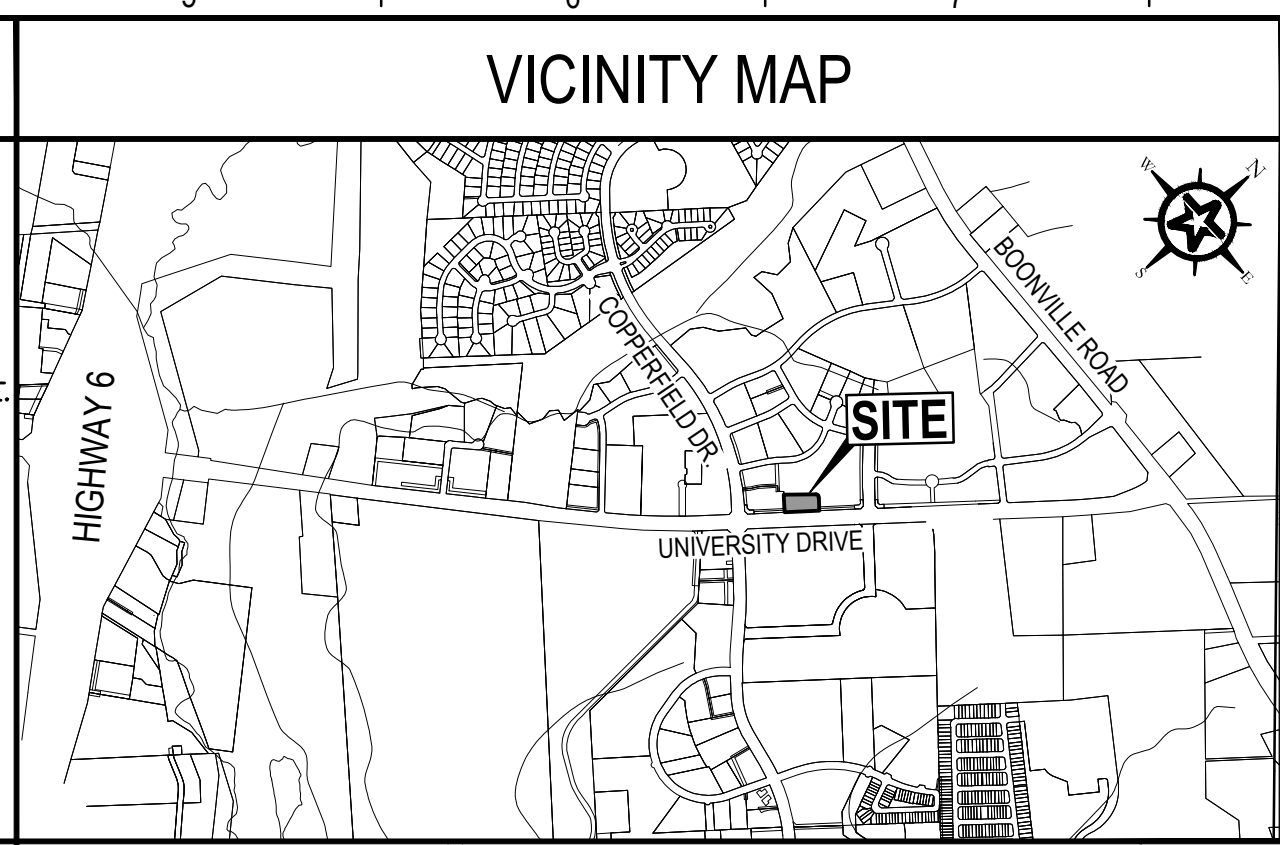 VICINITY MAP
W
N
S
E
BOONVILLE ROAD
COPPERFIELD DR.
HIGHWAY 6
SITE
UNIVERSITY DRIVE